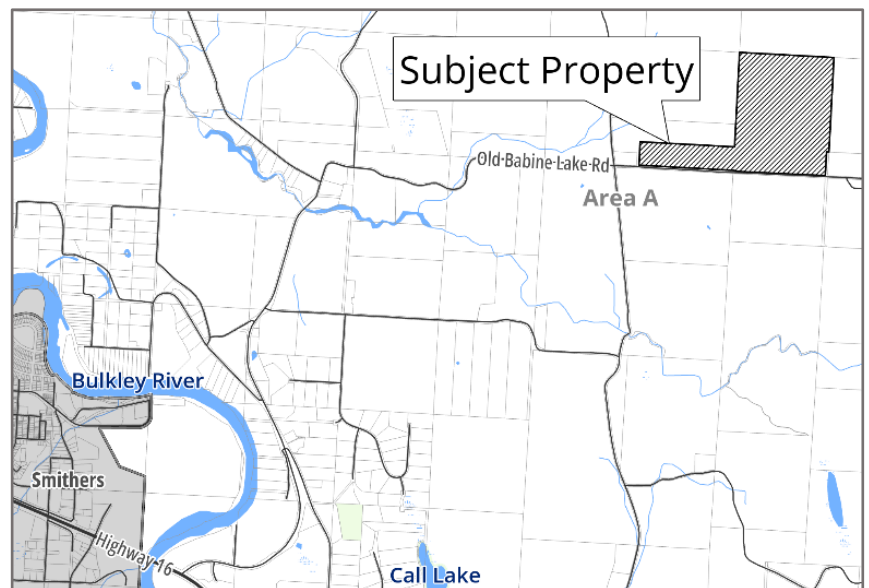 Subject Property
Old Babine Lake Rd
Area A
Bulkley River
Smithers
Highway 16
Call Lake